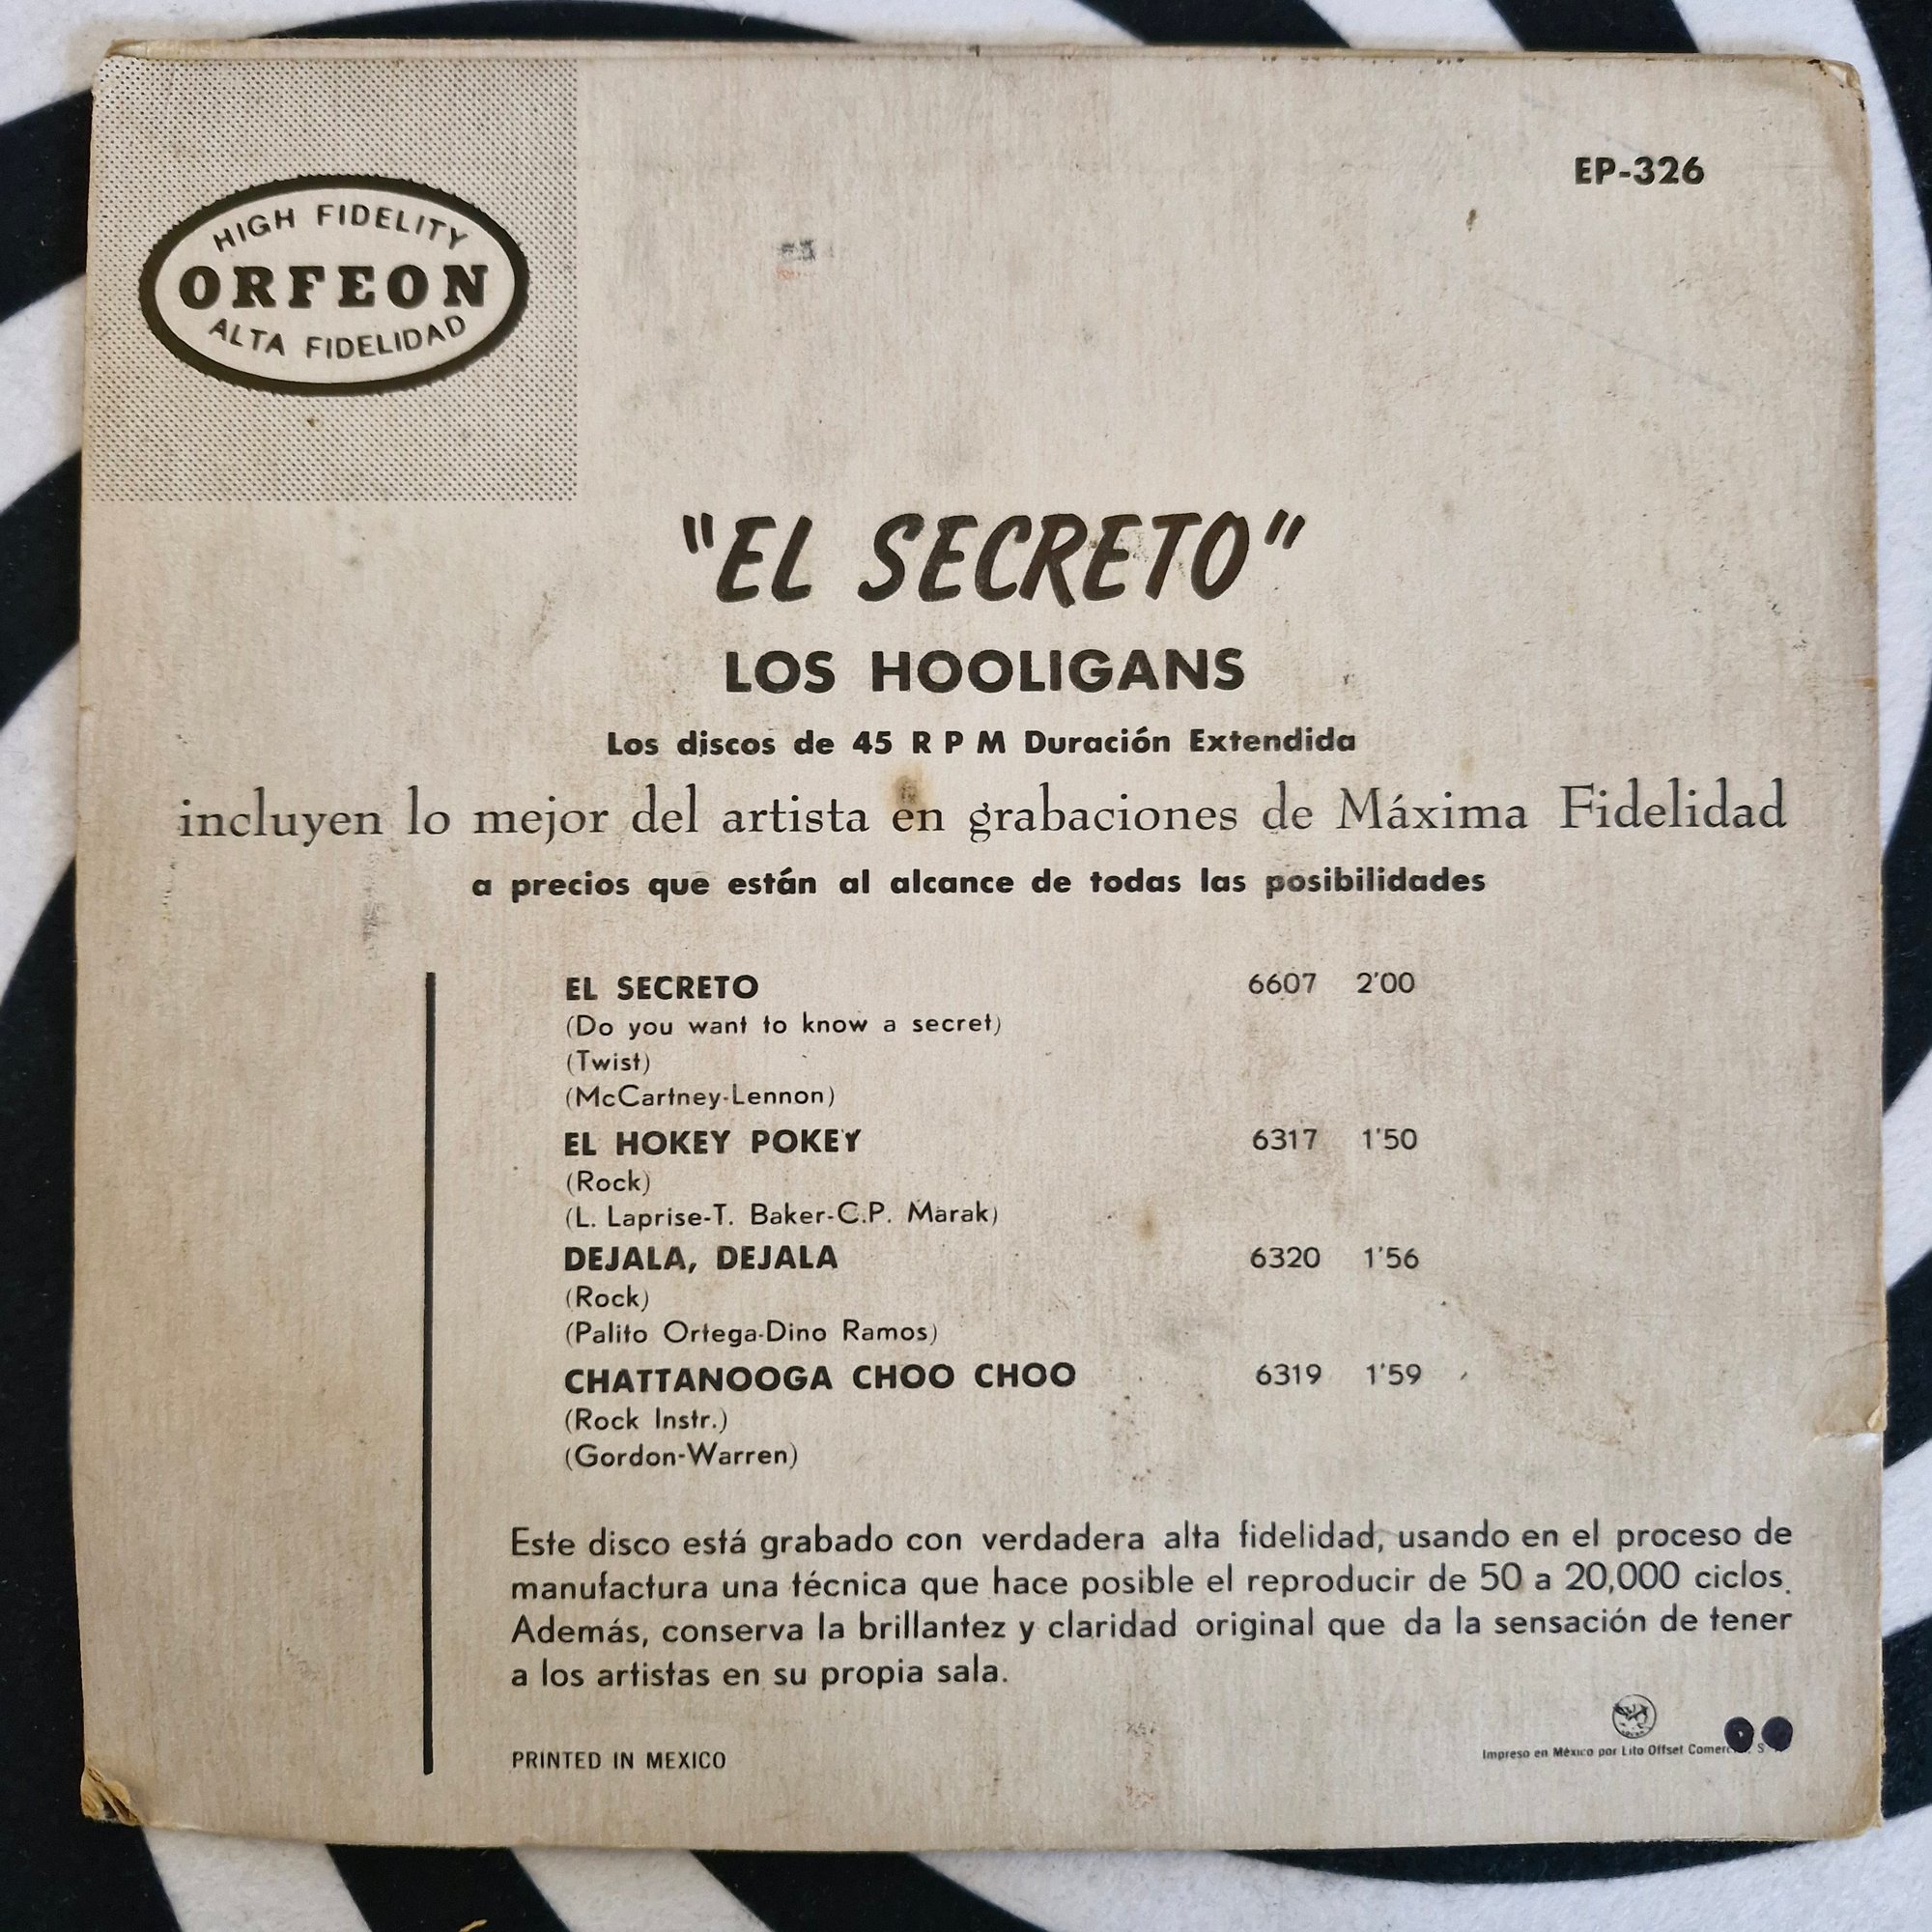 HIGH FIDELITY
ORFEON
ALTA FIDELIDAD
EP-326
"EL SECRETO"
LOS HOOLIGANS
Los discos de 45 R P M Duración Extendida
incluyen lo mejor del artista en grabaciones de Máxima Fidelidad
a precios que están al alcance de todas las posibilidades
EL SECRETO 6607 2'00
(Do you want to know a secret)
(Twist)
(McCartney-Lennon)
EL HOKEY POKEY 6317 1'50
(Rock)
(L. Laprise-T. Baker-C.P. Marak)
DEJALA, DEJALA 6320 1'56
(Rock)
(Palito Ortega-Dino Ramos)
CHATTANOOGA CHOO CHOO 6319 1'59
(Rock Instr.)
(Gordon-Warren)
Este disco está grabado con verdadera alta fidelidad, usando en el proceso de
manufactura una técnica que hace posible el reproducir de 50 a 20,000 ciclos.
Además, conserva la brillantez y claridad original que da la sensación de tener
a los artistas en su propia sala.
PRINTED IN MEXICO
Impreso en México por Lito Offset